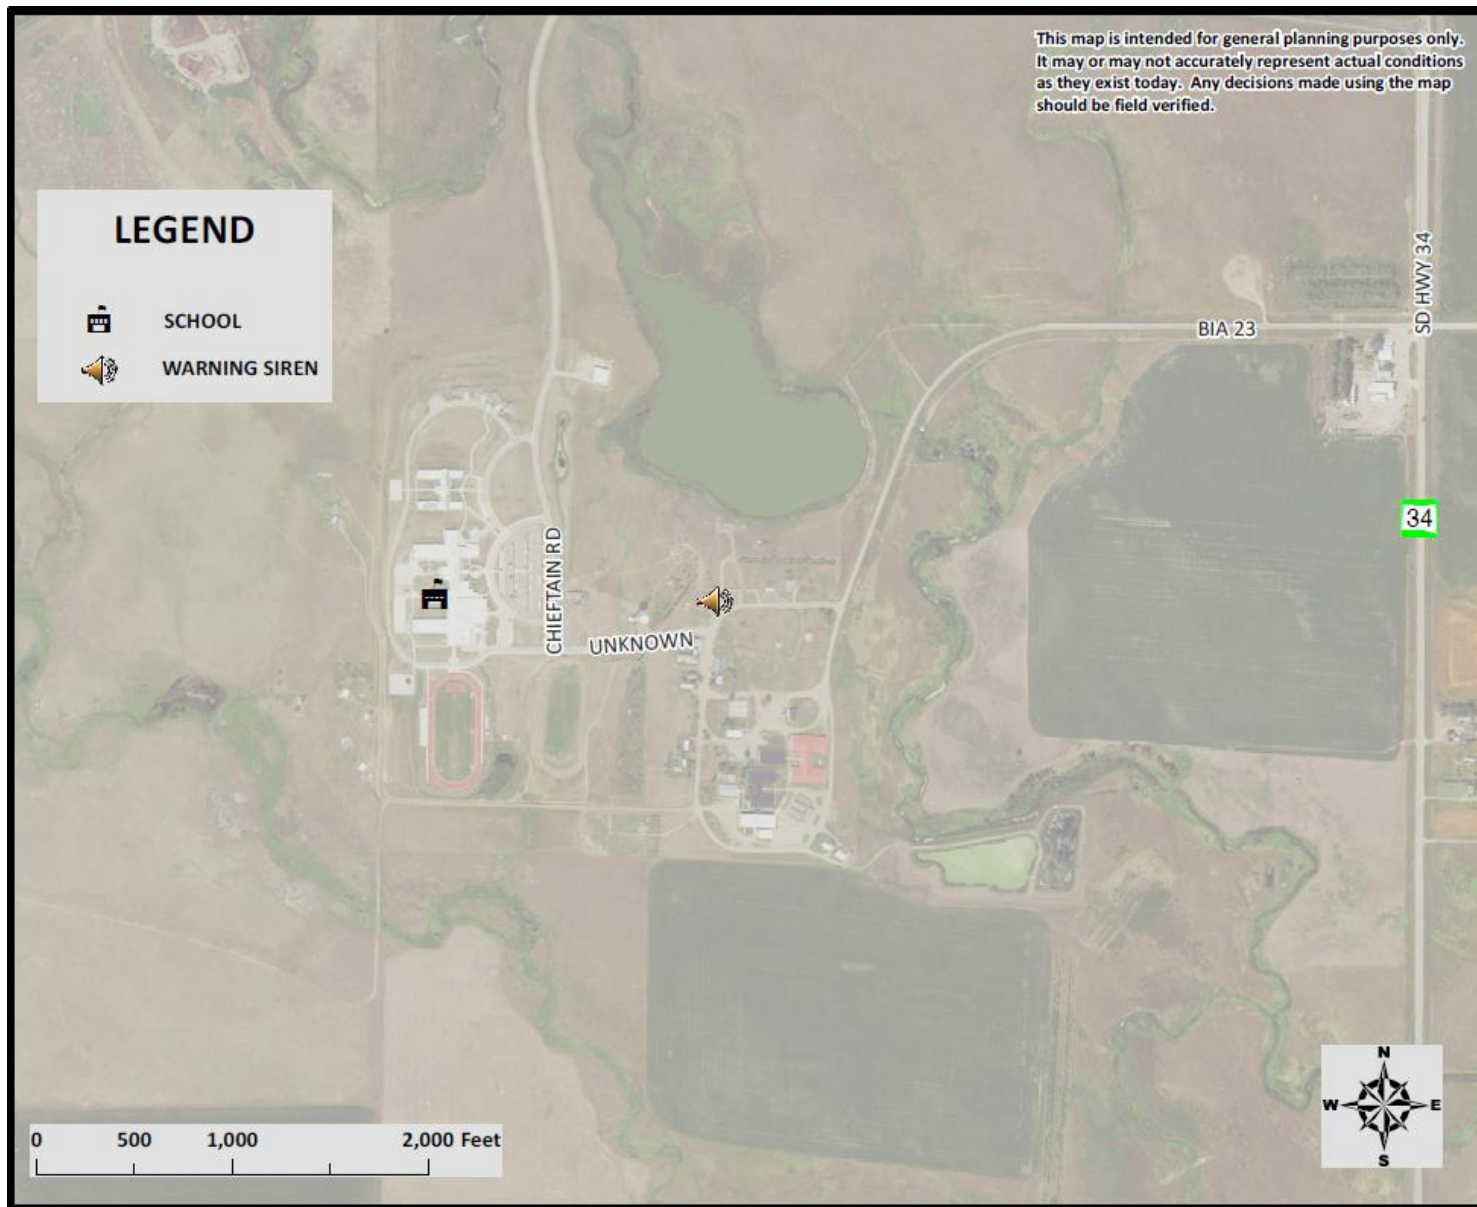 This map is intended for general planning purposes only.
It may or may not accurately represent actual conditions
as they exist today. Any decisions made using the map
should be field verified.
LEGEND
SCHOOL
WARNING SIREN
SD HWY 34
BIA 23
34
CHIEFTAIN RD
UNKNOWN
N
W E
S
0 500 1,000 2,000 Feet